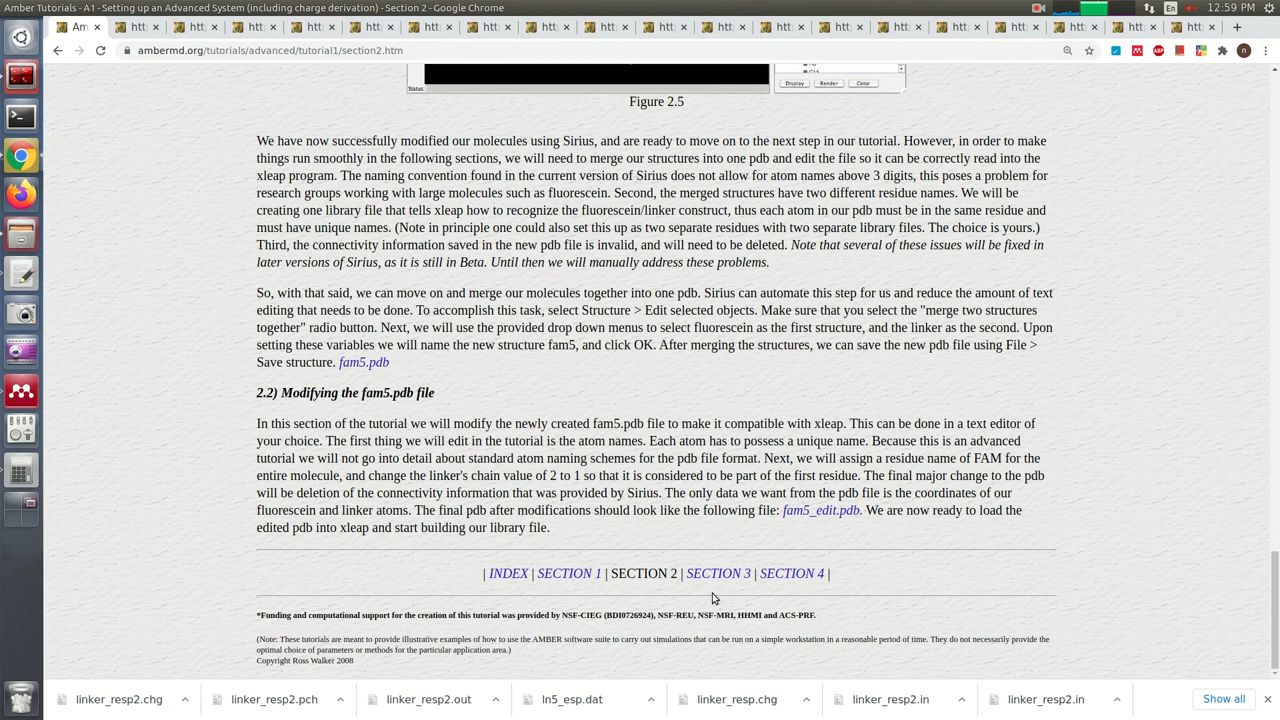 Amber Tutorials - A1 - Setting up an Advanced System (including charge derivation) - Section 2 - Google Chrome
En 12:59 PM
Am htt htt htt htt htt htt htt htt htt htt htt htt htt htt htt htt htt htt htt
ambermd.org/tutorials/advanced/tutorial1/section2.htm
n
Status:
Display Render Color
Figure 2.5
We have now successfully modified our molecules using Sirius, and are ready to move on to the next step in our tutorial. However, in order to make
things run smoothly in the following sections, we will need to merge our structures into one pdb and edit the file so it can be correctly read into the
xleap program. The naming convention found in the current version of Sirius does not allow for atom names above 3 digits, this poses a problem for
research groups working with large molecules such as fluorescein. Second, the merged structures have two different residue names. We will be
creating one library file that tells xleap how to recognize the fluorescein/linker construct, thus each atom in our pdb must be in the same residue and
must have unique names. (Note in principle one could also set this up as two separate residues with two separate library files. The choice is yours.)
Third, the connectivity information saved in the new pdb file is invalid, and will need to be deleted. Note that several of these issues will be fixed in
later versions of Sirius, as it is still in Beta. Until then we will manually address these problems.
So, with that said, we can move on and merge our molecules together into one pdb. Sirius can automate this step for us and reduce the amount of text
editing that needs to be done. To accomplish this task, select Structure > Edit selected objects. Make sure that you select the "merge two structures
together" radio button. Next, we will use the provided drop down menus to select fluorescein as the first structure, and the linker as the second. Upon
setting these variables we will name the new structure fam5, and click OK. After merging the structures, we can save the new pdb file using File >
Save structure. fam5.pdb
2.2) Modifying the fam5.pdb file
In this section of the tutorial we will modify the newly created fam5.pdb file to make it compatible with xleap. This can be done in a text editor of
your choice. The first thing we will edit in the tutorial is the atom names. Each atom has to possess a unique name. Because this is an advanced
tutorial we will not go into detail about standard atom naming schemes for the pdb file format. Next, we will assign a residue name of FAM for the
entire molecule, and change the linker's chain value of 2 to 1 so that it is considered to be part of the first residue. The final major change to the pdb
will be deletion of the connectivity information that was provided by Sirius. The only data we want from the pdb file is the coordinates of our
fluorescein and linker atoms. The final pdb after modifications should look like the following file: fam5_edit.pdb. We are now ready to load the
edited pdb into xleap and start building our library file.
| INDEX | SECTION 1 | SECTION 2 | SECTION 3 | SECTION 4 |
*Funding and computational support for the creation of this tutorial was provided by NSF-CIEG (BDI0726924), NSF-REU, NSF-MRI, HHMI and ACS-PRF.
(Note: These tutorials are meant to provide illustrative examples of how to use the AMBER software suite to carry out simulations that can be run on a simple workstation in a reasonable period of time. They do not necessarily provide the
optimal choice of parameters or methods for the particular application area.)
Copyright Ross Walker 2008
linker_resp2.chg linker_resp2.pch linker_resp2.out ln5_esp.dat linker_resp.chg linker_resp2.in linker_resp2.in Show all